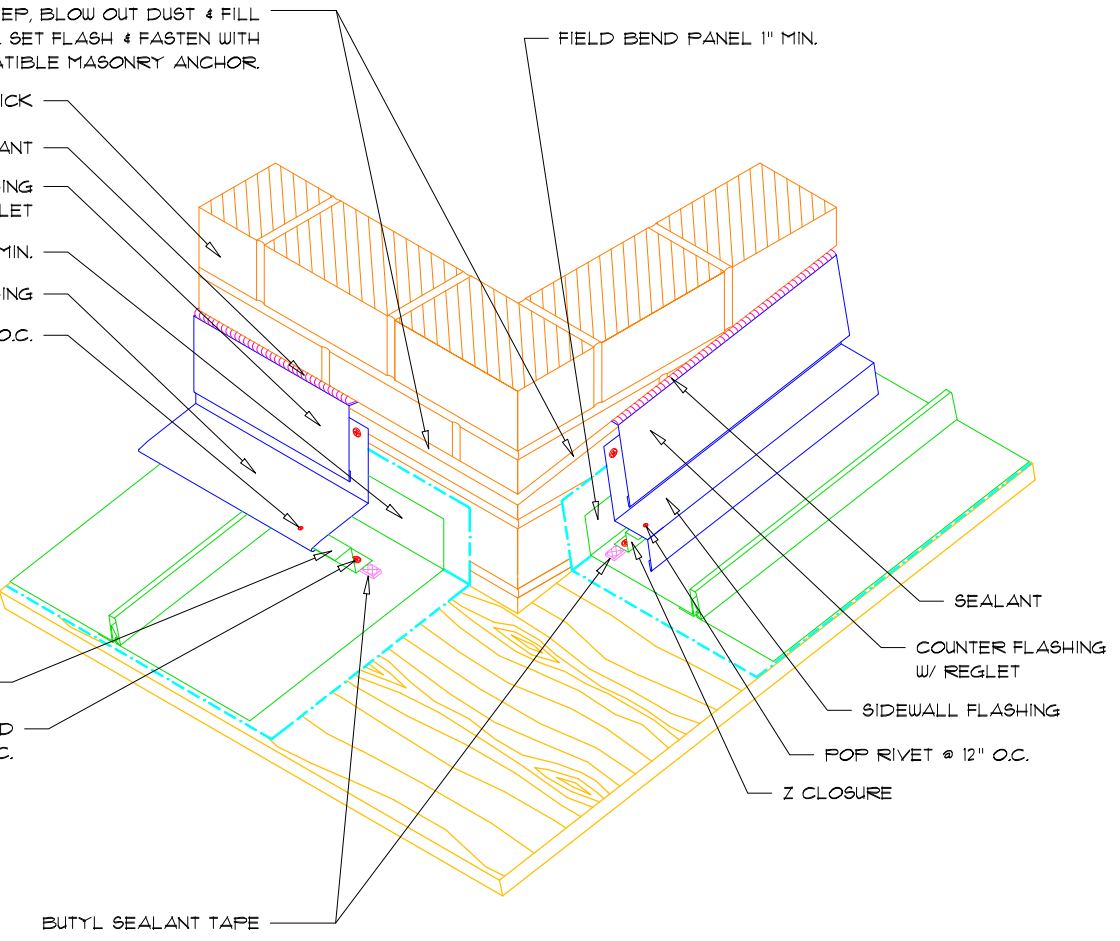 EP, BLOW OUT DUST & FILL
. SET FLASH & FASTEN WITH
ATIBLE MASONRY ANCHOR.
FIELD BEND PANEL 1" MIN.
ICK
ANT
ING
LET
MIN.
ING
O.C.
D
C.
SEALANT
COUNTER FLASHING
W/ REGLET
SIDEWALL FLASHING
POP RIVET @ 12" O.C.
Z CLOSURE
BUTYL SEALANT TAPE